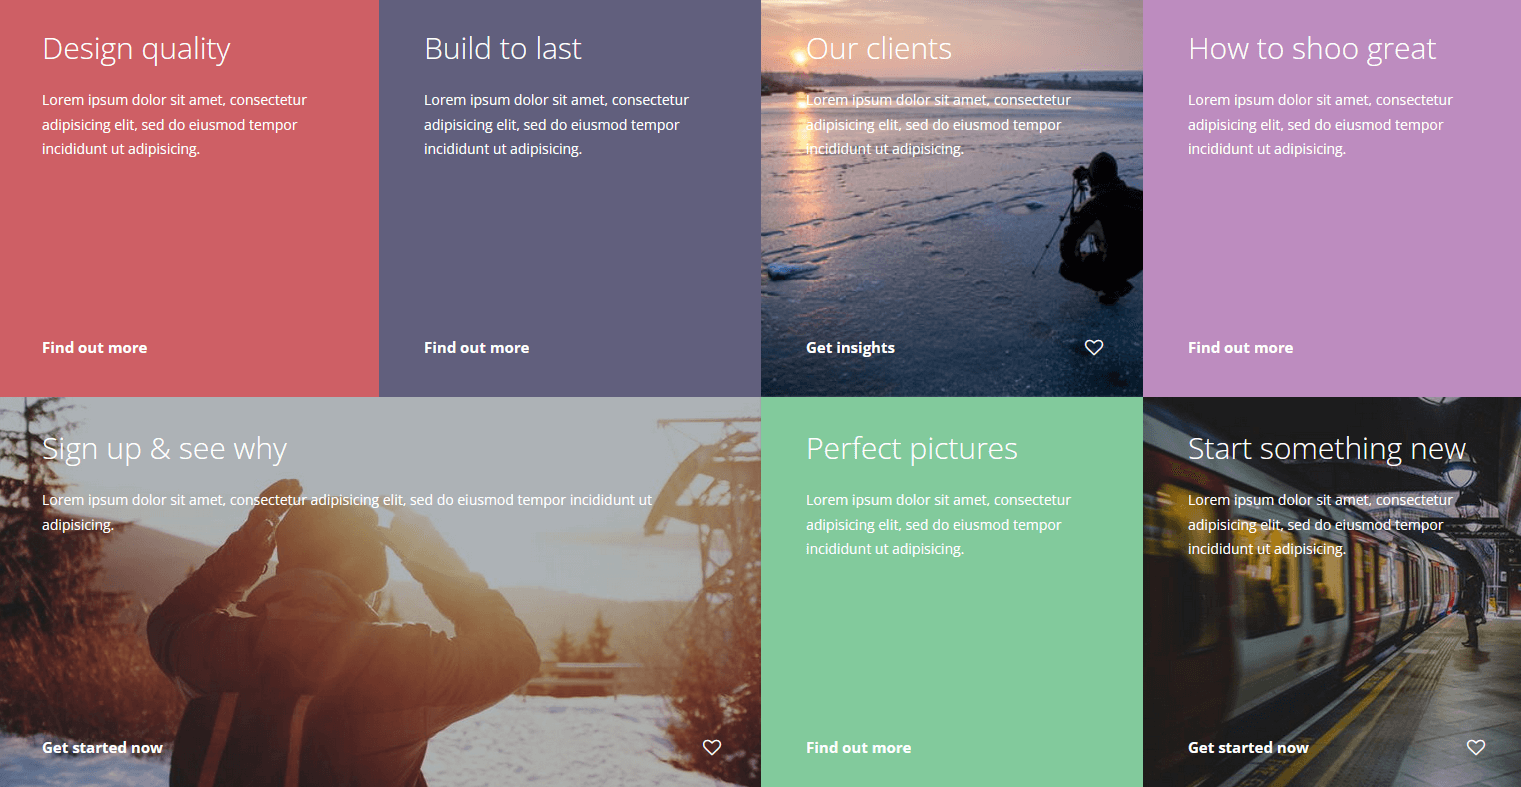 Design quality
Lorem ipsum dolor sit amet, consectetur
adipisicing elit, sed do eiusmod tempor
incididunt ut adipisicing.
Find out more
Build to last
Lorem ipsum dolor sit amet, consectetur
adipisicing elit, sed do eiusmod tempor
incididunt ut adipisicing.
Find out more
Our clients
Lorem ipsum dolor sit amet, consectetur
adipisicing elit, sed do eiusmod tempor
incididunt ut adipisicing.
Get insights
How to shoo great
Lorem ipsum dolor sit amet, consectetur
adipisicing elit, sed do eiusmod tempor
incididunt ut adipisicing.
Find out more
Sign up & see why
Lorem ipsum dolor sit amet, consectetur adipisicing elit, sed do eiusmod tempor incididunt ut
adipisicing.
Get started now
Perfect pictures
Lorem ipsum dolor sit amet, consectetur
adipisicing elit, sed do eiusmod tempor
incididunt ut adipisicing.
Find out more
Start something new
Lorem ipsum dolor sit amet, consectetur
adipisicing elit, sed do eiusmod tempor
incididunt ut adipisicing.
Get started now